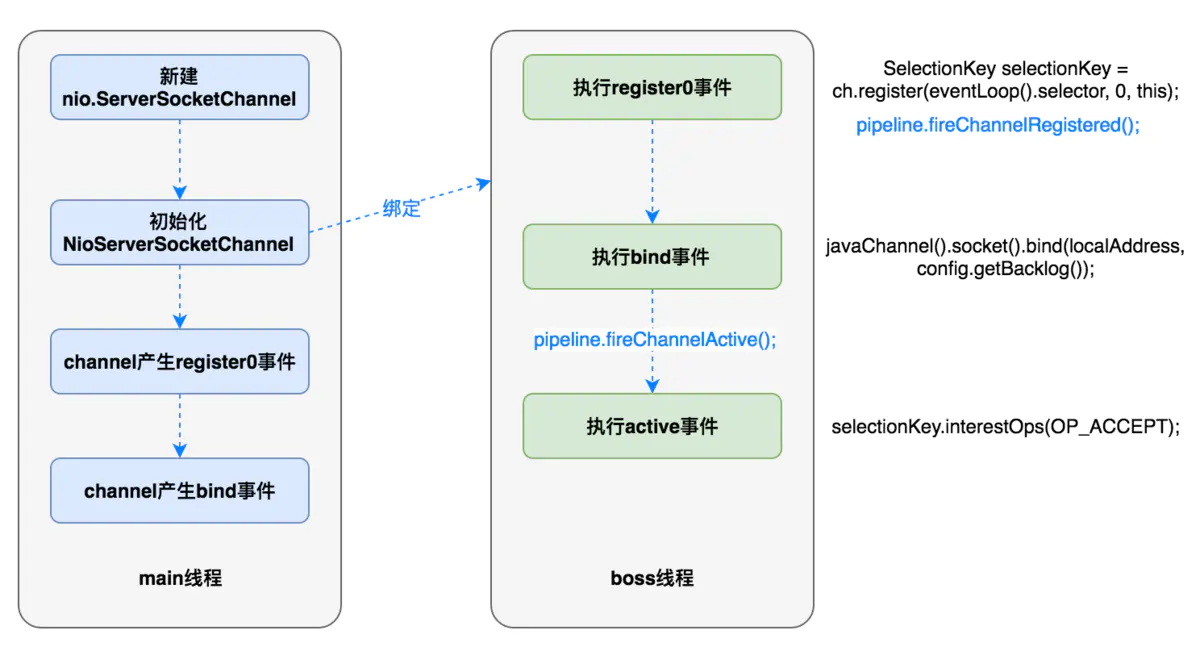 新建
nio.ServerSocketChannel
初始化
NioServerSocketChannel
channel产生register0事件
channel产生bind事件
main线程
绑定
执行register0事件
执行bind事件
pipeline.fireChannelActive();
执行active事件
boss线程
SelectionKey selectionKey =
ch.register(eventLoop().selector, 0, this);
pipeline.fireChannelRegistered();
javaChannel().socket().bind(localAddress,
config.getBacklog());
selectionKey.interestOps(OP_ACCEPT);